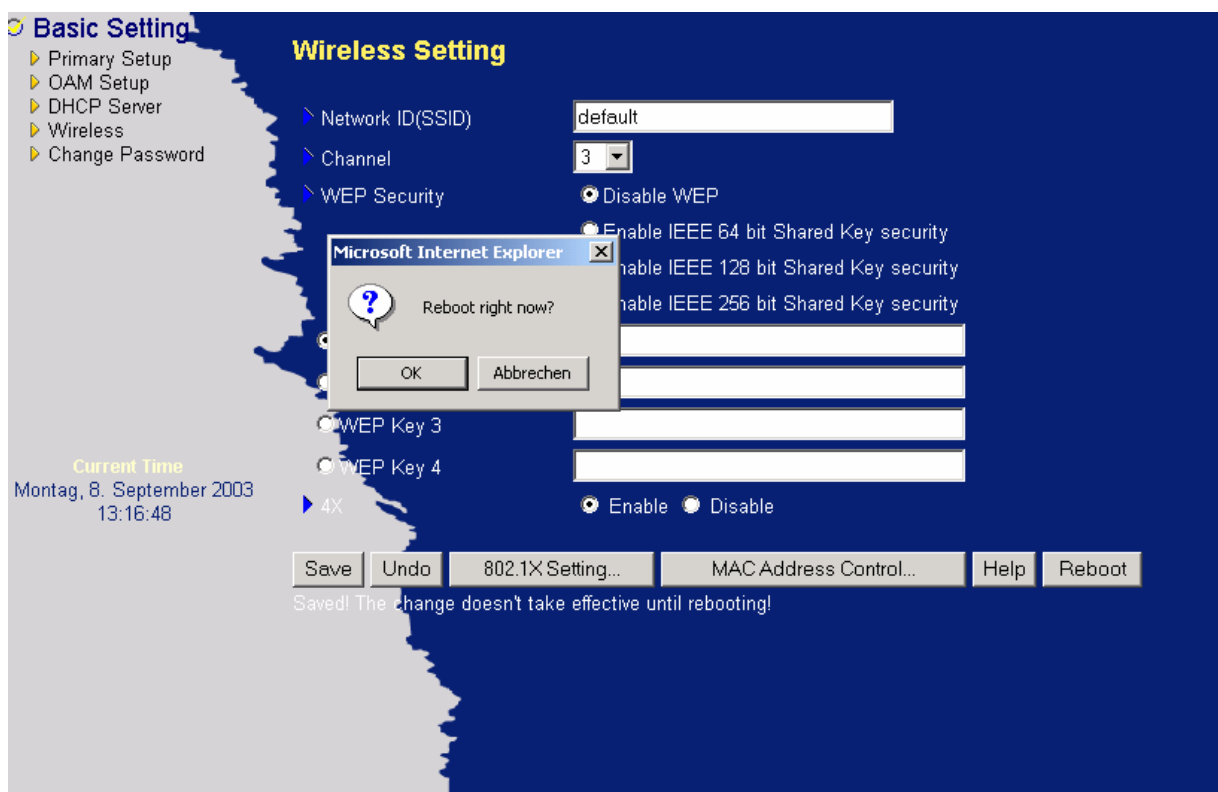 Basic Setting
Primary Setup
OAM Setup
DHCP Server
Wireless
Change Password
Current Time
Montag, 8. September 2003
13:16:48
Wireless Setting
Network ID(SSID) default
Channel 3
WEP Security Disable WEP
Enable IEEE 64 bit Shared Key security
nable IEEE 128 bit Shared Key security
nable IEEE 256 bit Shared Key security
Microsoft Internet Explorer
Reboot right now?
OK Abbrechen
WEP Key 3
WEP Key 4
4X Enable Disable
Save Undo 802.1X Setting... MAC Address Control... Help Reboot
Saved! The change doesn't take effective until rebooting!